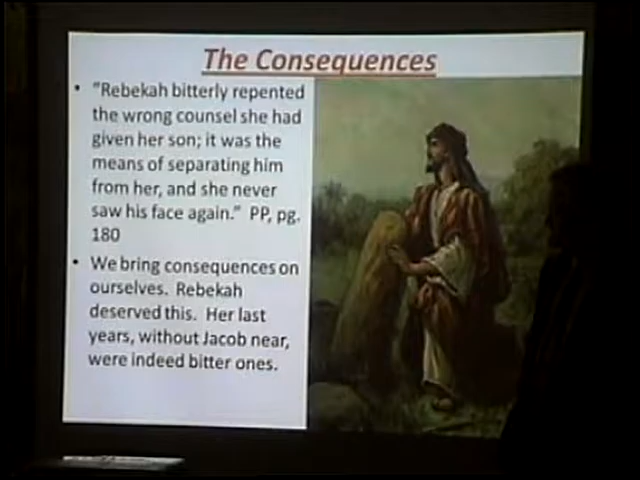 The Consequences
• "Rebekah bitterly repented
the wrong counsel she had
given her son; it was the
means of separating him
from her, and she never
saw his face again." PP, pg.
180
• We bring consequences on
ourselves. Rebekah
deserved this. Her last
years, without Jacob near,
were indeed bitter ones.